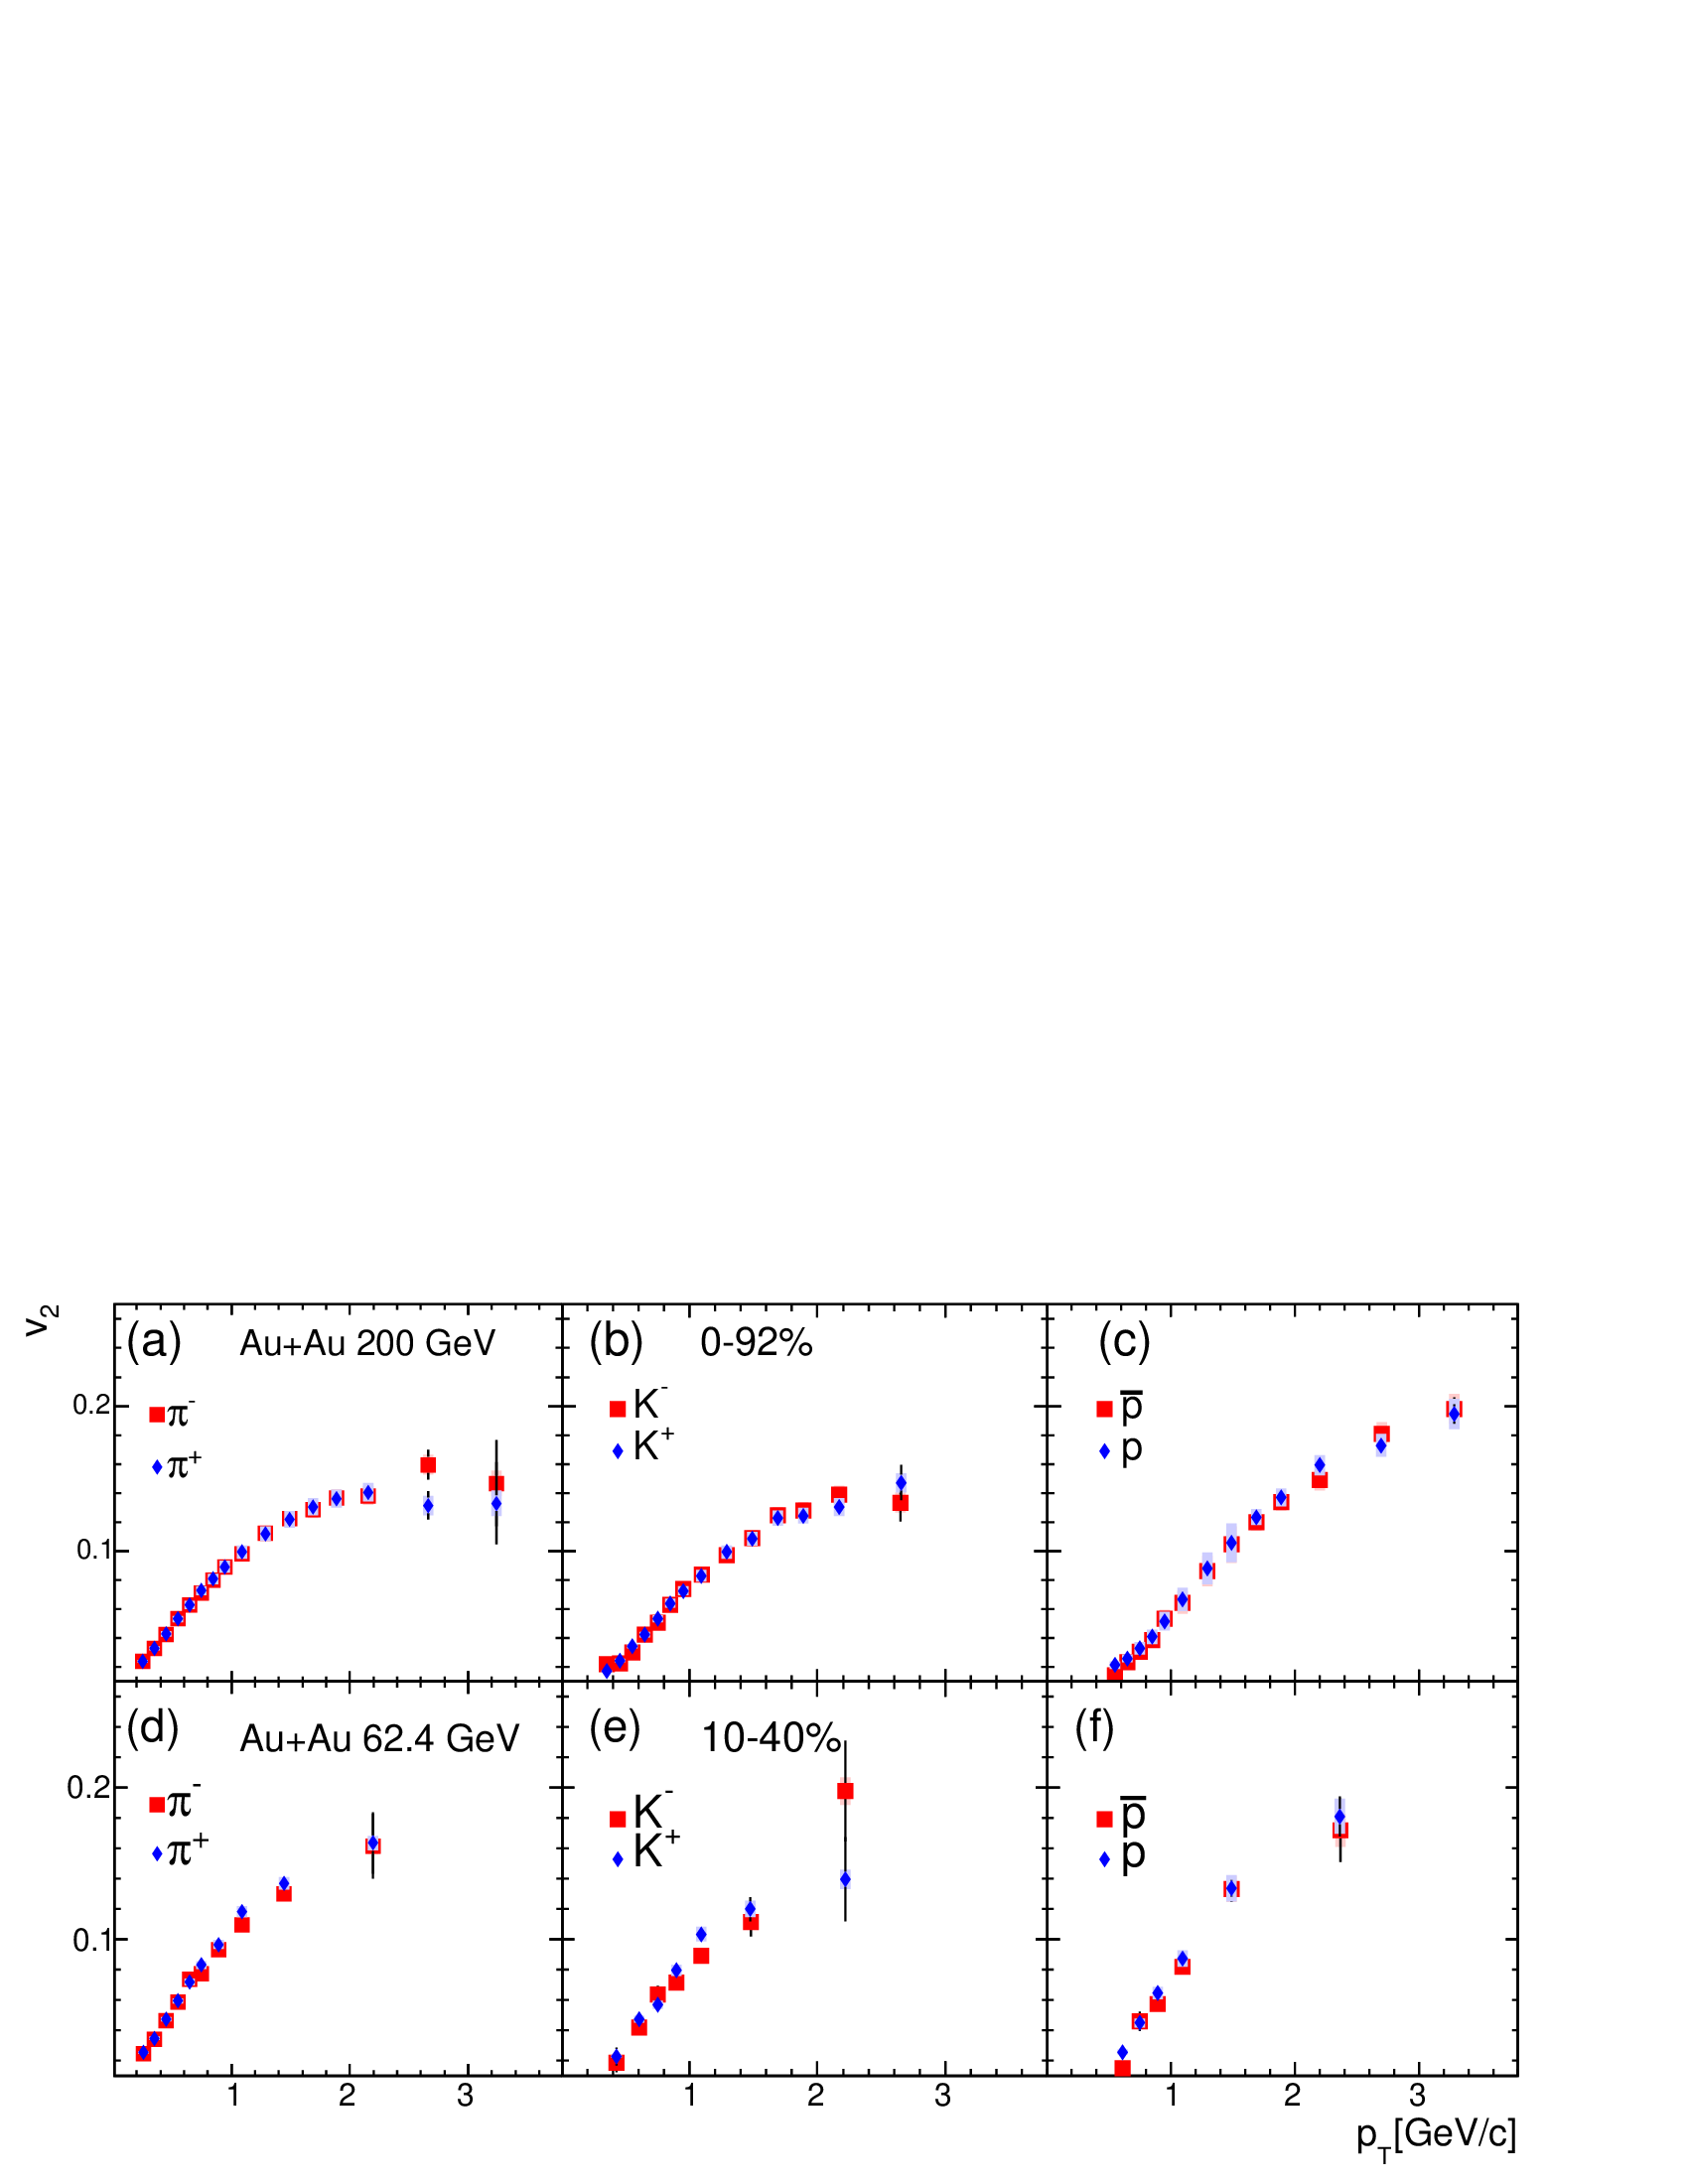 v2
(a) Au+Au 200 GeV
π-
π+
0.2
0.1
(b) 0-92%
K-
K+
(c)
p̅
p
(d) Au+Au 62.4 GeV
π-
π+
0.2
0.1
(e) 10-40%
K-
K+
(f)
p̅
p
1 2 3 1 2 3 1 2 3
pT[GeV/c]